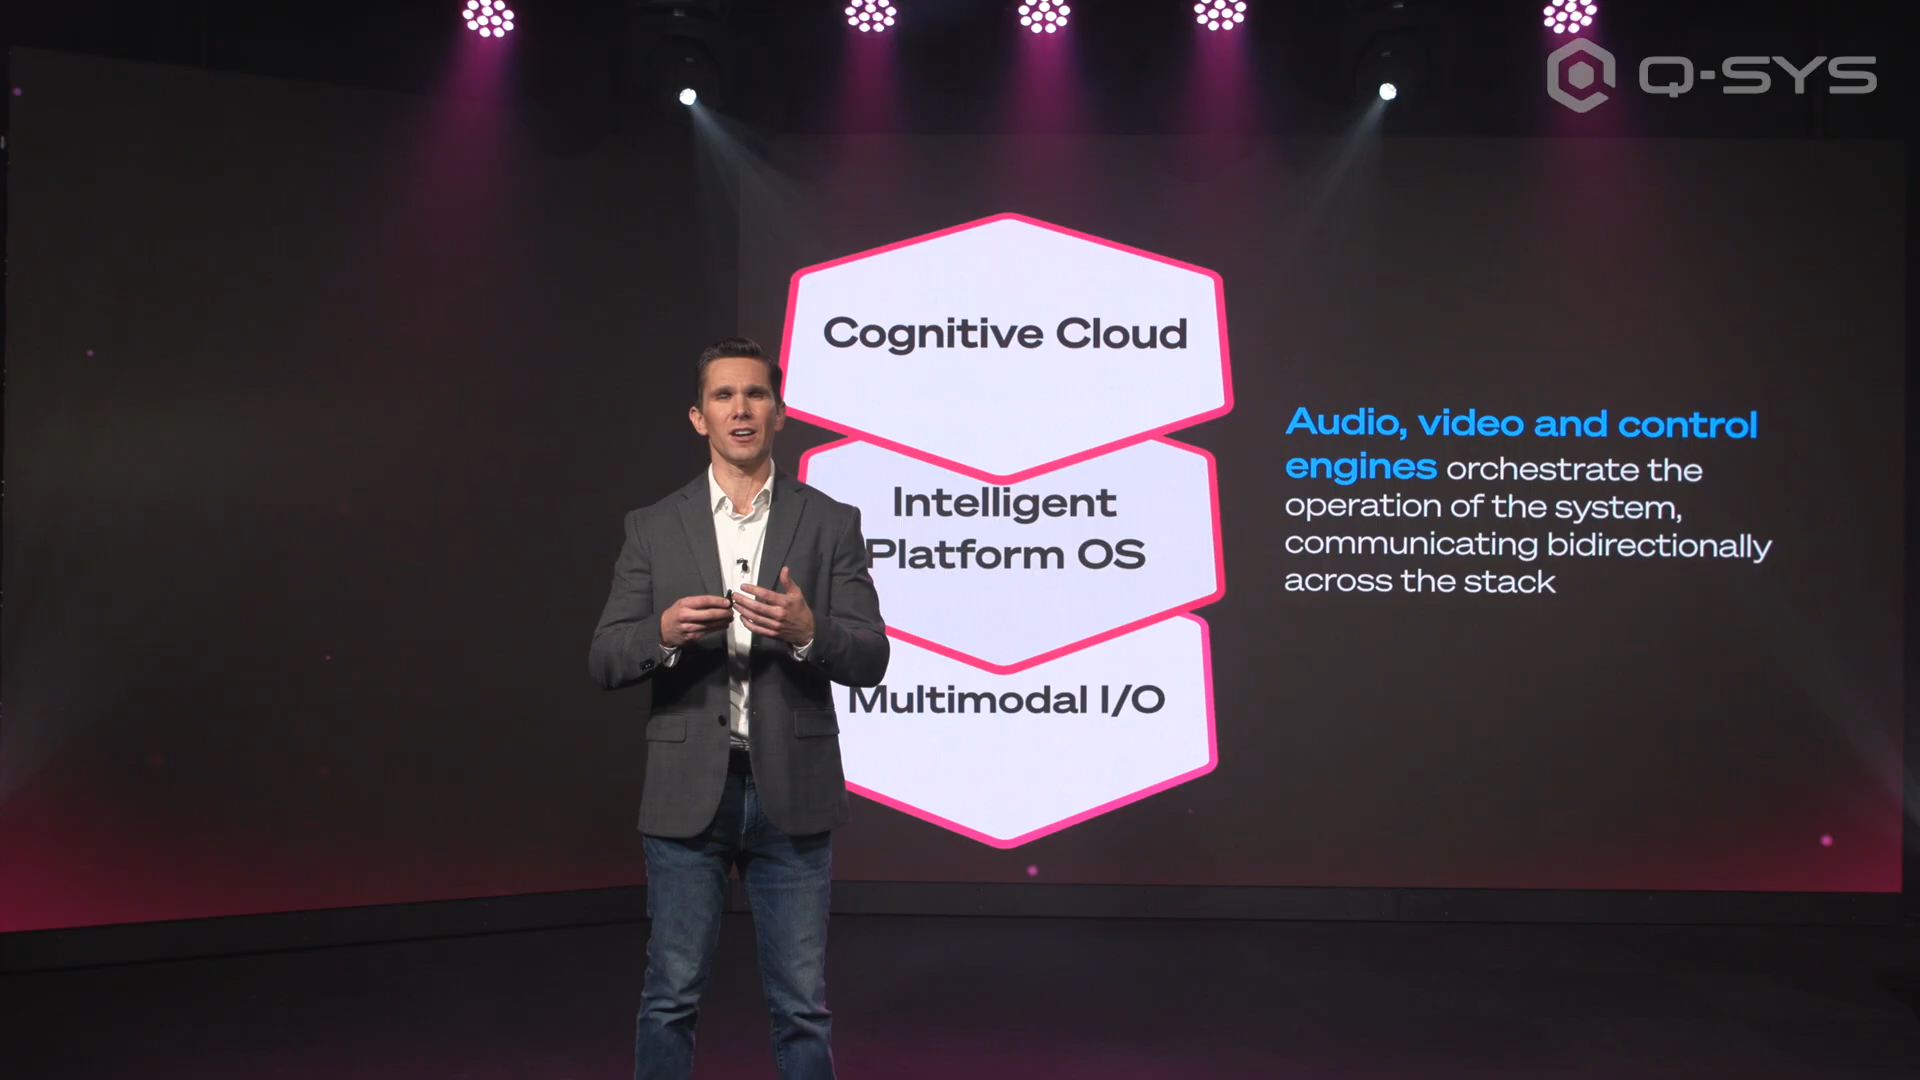 Q-SYS
Cognitive Cloud
Intelligent
Platform OS
Multimodal I/O
Audio, video and control
engines orchestrate the
operation of the system,
communicating bidirectionally
across the stack